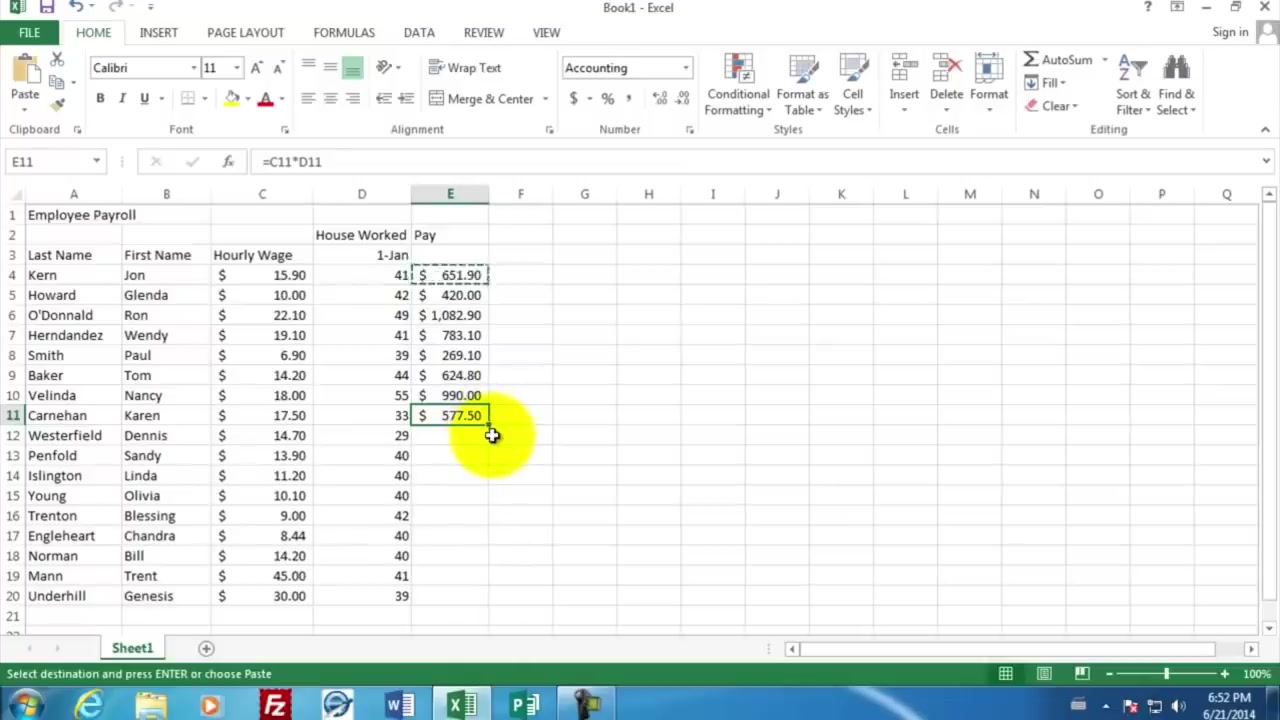 Book1 - Excel
?
FILE HOME INSERT PAGE LAYOUT FORMULAS DATA REVIEW VIEW Sign in
Paste
Calibri 11
B I U
Wrap Text
Merge & Center
Accounting
$ % ,
Conditional Formatting
Format as Table
Cell Styles
Insert Delete Format
AutoSum
Fill
Clear
Sort & Filter
Find & Select
Clipboard Font Alignment Number Styles Cells Editing
E11 fx =C11*D11
A B C D E F G H I J K L M N O P Q
1 Employee Payroll
2 House Worked Pay
3 Last Name First Name Hourly Wage 1-Jan
4 Kern Jon $ 15.90 41 $ 651.90
5 Howard Glenda $ 10.00 42 $ 420.00
6 O'Donnald Ron $ 22.10 49 $ 1,082.90
7 Herndandez Wendy $ 19.10 41 $ 783.10
8 Smith Paul $ 6.90 39 $ 269.10
9 Baker Tom $ 14.20 44 $ 624.80
10 Velinda Nancy $ 18.00 55 $ 990.00
11 Carnehan Karen $ 17.50 33 $ 577.50
12 Westerfield Dennis $ 14.70 29
13 Penfold Sandy $ 13.90 40
14 Islington Linda $ 11.20 40
15 Young Olivia $ 10.10 40
16 Trenton Blessing $ 9.00 42
17 Engleheart Chandra $ 8.44 40
18 Norman Bill $ 14.20 40
19 Mann Trent $ 45.00 41
20 Underhill Genesis $ 30.00 39
21
Sheet1
Select destination and press ENTER or choose Paste 100%
6:52 PM
6/21/2014